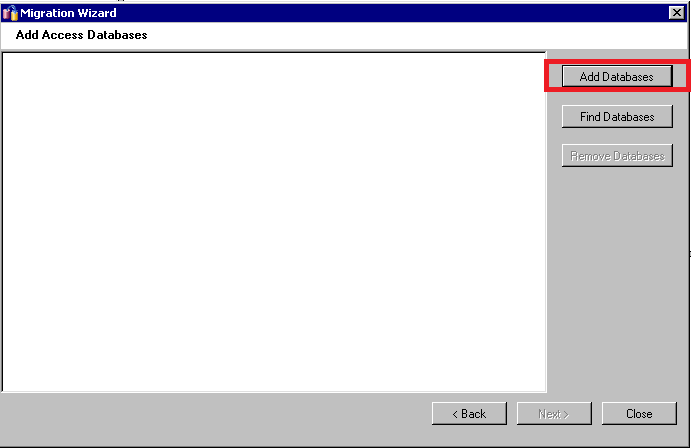 Migration Wizard
Add Access Databases
Add Databases
Find Databases
Remove Databases
< Back
Next >
Close